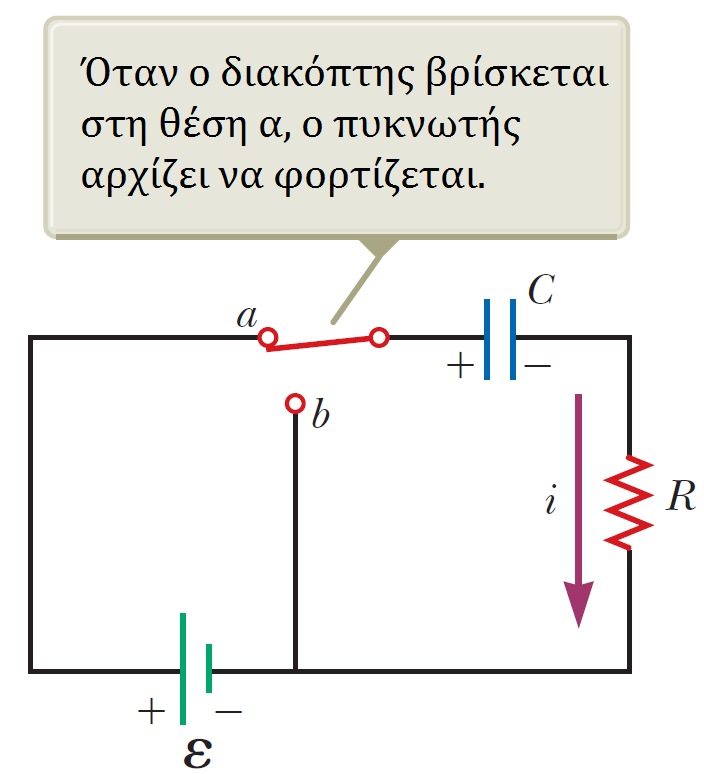 Όταν ο διακόπτης βρίσκεται
στη θέση α, ο πυκνωτής
αρχίζει να φορτίζεται.
a
C
+ −
b
i
R
+ −
ε